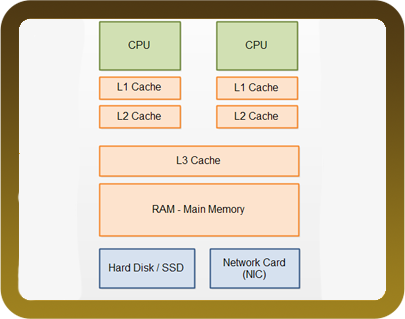 CPU
CPU
L1 Cache
L1 Cache
L2 Cache
L2 Cache
L3 Cache
RAM - Main Memory
Hard Disk / SSD
Network Card
(NIC)